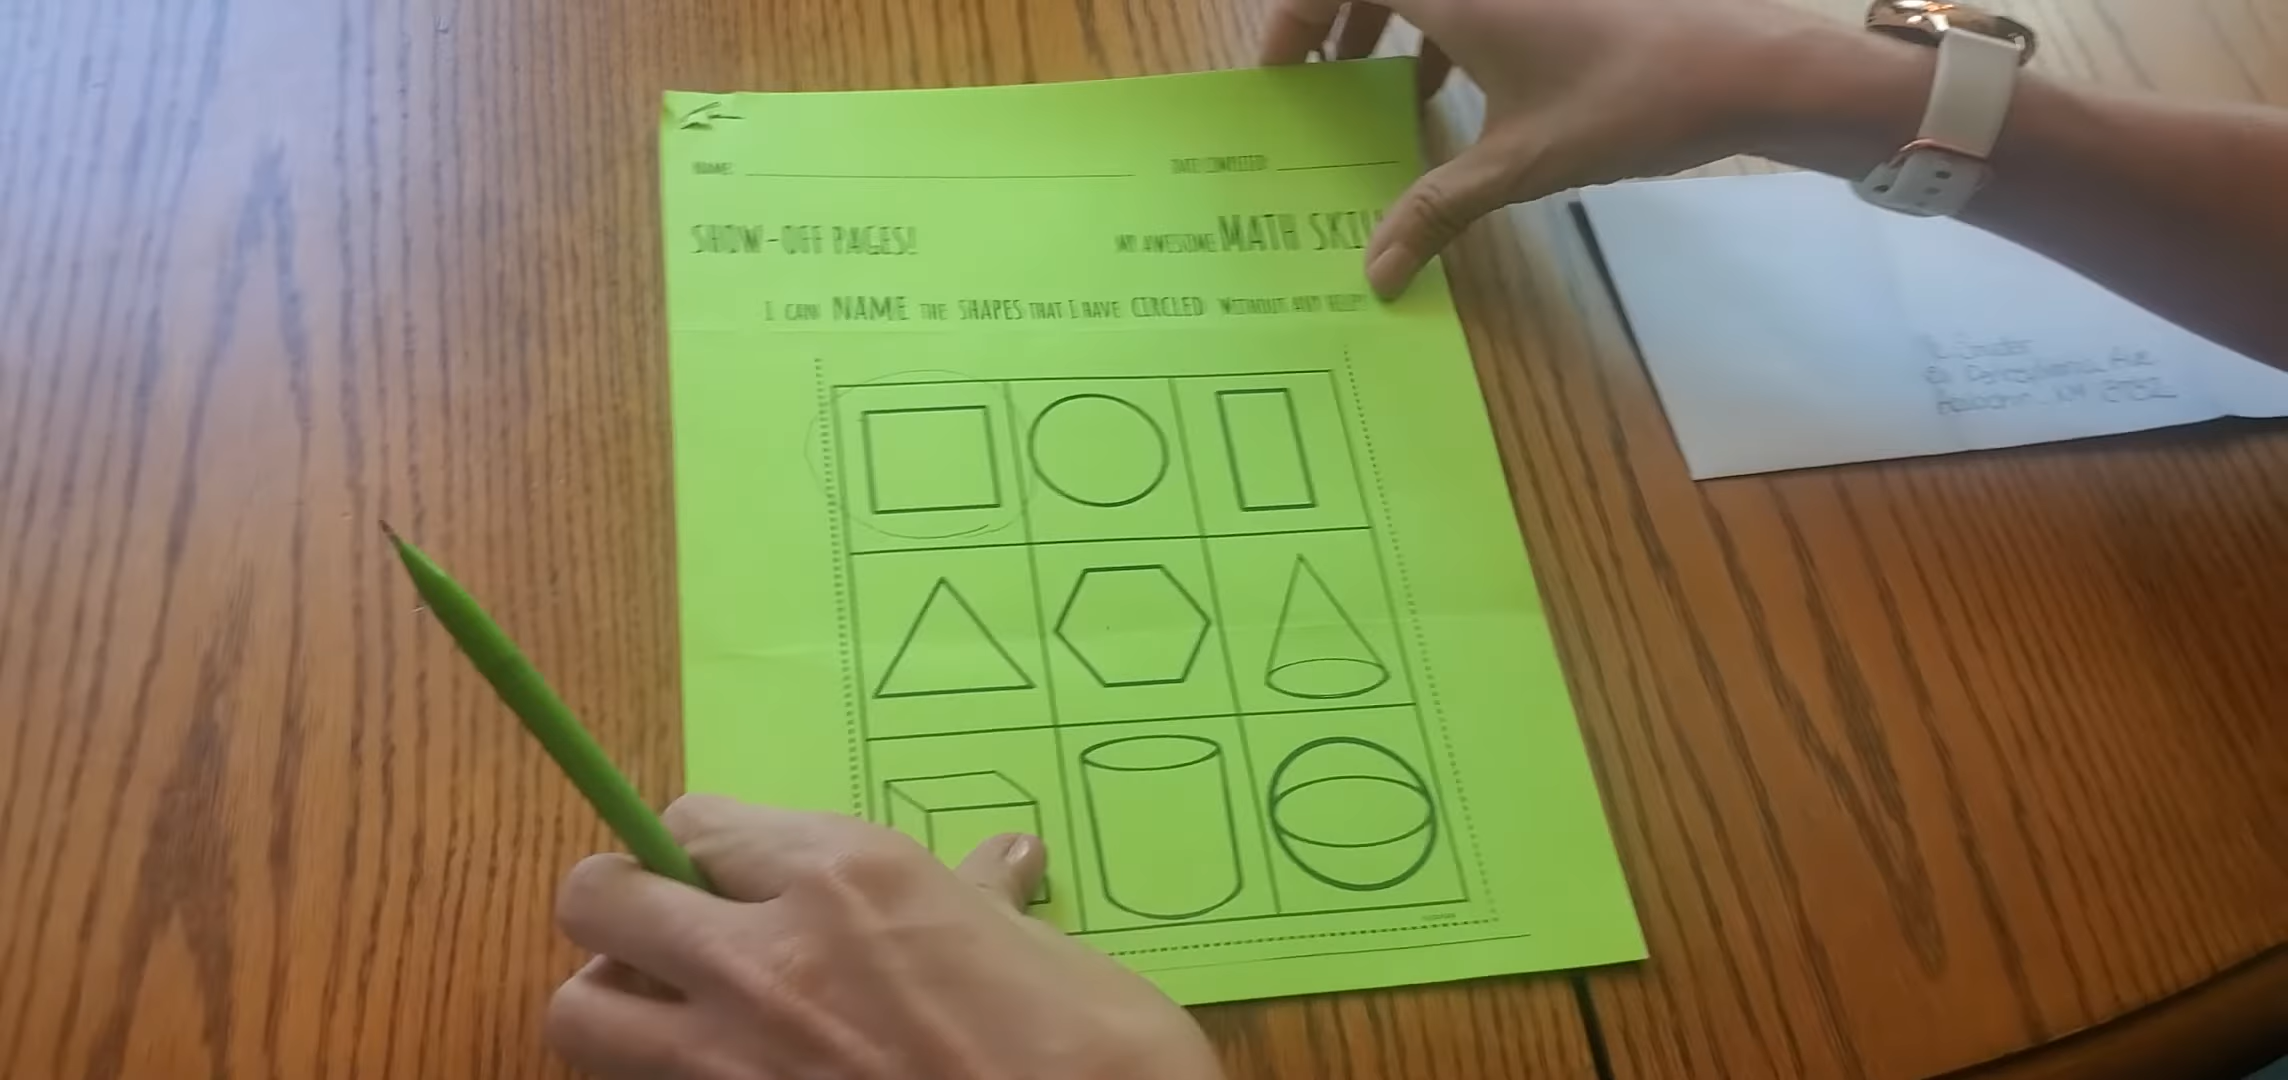 NAME: DATE COMPLETED:
SHOW-OFF PAGES! MY AWESOME MATH SKILL
I CAN NAME THE SHAPES THAT I HAVE CIRCLED WITHOUT ANY HELP!